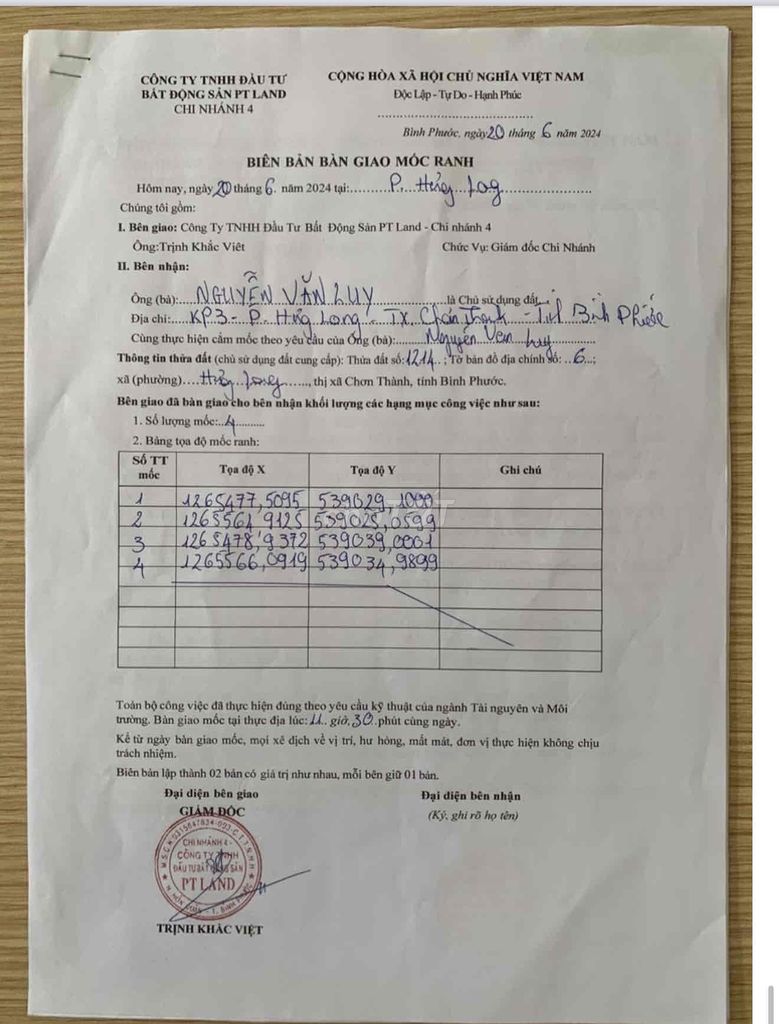 CÔNG TY TNHH ĐẦU TƯ
BẤT ĐỘNG SẢN PT LAND
CHI NHÁNH 4
CỘNG HÒA XÃ HỘI CHỦ NGHĨA VIỆT NAM
Độc Lập - Tự Do - Hạnh Phúc
Bình Phước, ngày 20 tháng 6 năm 2024
BIÊN BẢN BÀN GIAO MỐC RANH
Hôm nay, ngày 20 tháng 6. năm 2024 tại:..........P. Hưng Long....................
Chúng tôi gồm:
I. Bên giao: Công Ty TNHH Đầu Tư Bất Động Sản PT Land - Chi nhánh 4
Ông:Trịnh Khắc Viêt Chức Vụ: Giám đốc Chi Nhánh
II. Bên nhận:
Ông (bà):....NGUYỄN VĂN LUY....................là Chủ sử dụng đất.
Địa chỉ:....KP3 - P. Hưng Long - TX. Chơn Thành - Tỉnh Bình Phước
Cùng thực hiện cắm mốc theo yêu cầu của Ông (bà):........Nguyễn Văn Luy
Thông tin thửa đất (chủ sử dụng đất cung cấp): Thửa đất số:1214..; Tờ bản đồ địa chính số: ..6...;
xã (phường)....Hưng Long......, thị xã Chơn Thành, tỉnh Bình Phước.
Bên giao đã bàn giao cho bên nhận khối lượng các hạng mục công việc như sau:
1. Số lượng mốc:..4..........
2. Bảng tọa độ mốc ranh:
Số TT mốc Tọa độ X Tọa độ Y Ghi chú
1 1265477,5095 539029,1000
2 1265564,9125 539025,0599
3 1265478,9372 539039,0001
4 1265566,0919 539034,9899
Toàn bộ công việc đã thực hiện đúng theo yêu cầu kỹ thuật của ngành Tài nguyên và Môi
trường. Bàn giao mốc tại thực địa lúc:11.. giờ,30.phút cùng ngày.
Kể từ ngày bàn giao mốc, mọi xê dịch về vị trí, hư hỏng, mất mát, đơn vị thực hiện không chịu
trách nhiệm.
Biên bản lập thành 02 bản có giá trị như nhau, mỗi bên giữ 01 bản.
Đại diện bên giao Đại diện bên nhận
GIÁM ĐỐC (Ký, ghi rõ họ tên)
CHI NHÁNH 4 -
CÔNG TY TNHH
ĐẦU TƯ BẤT ĐỘNG SẢN
PT LAND
TRỊNH KHẮC VIỆT